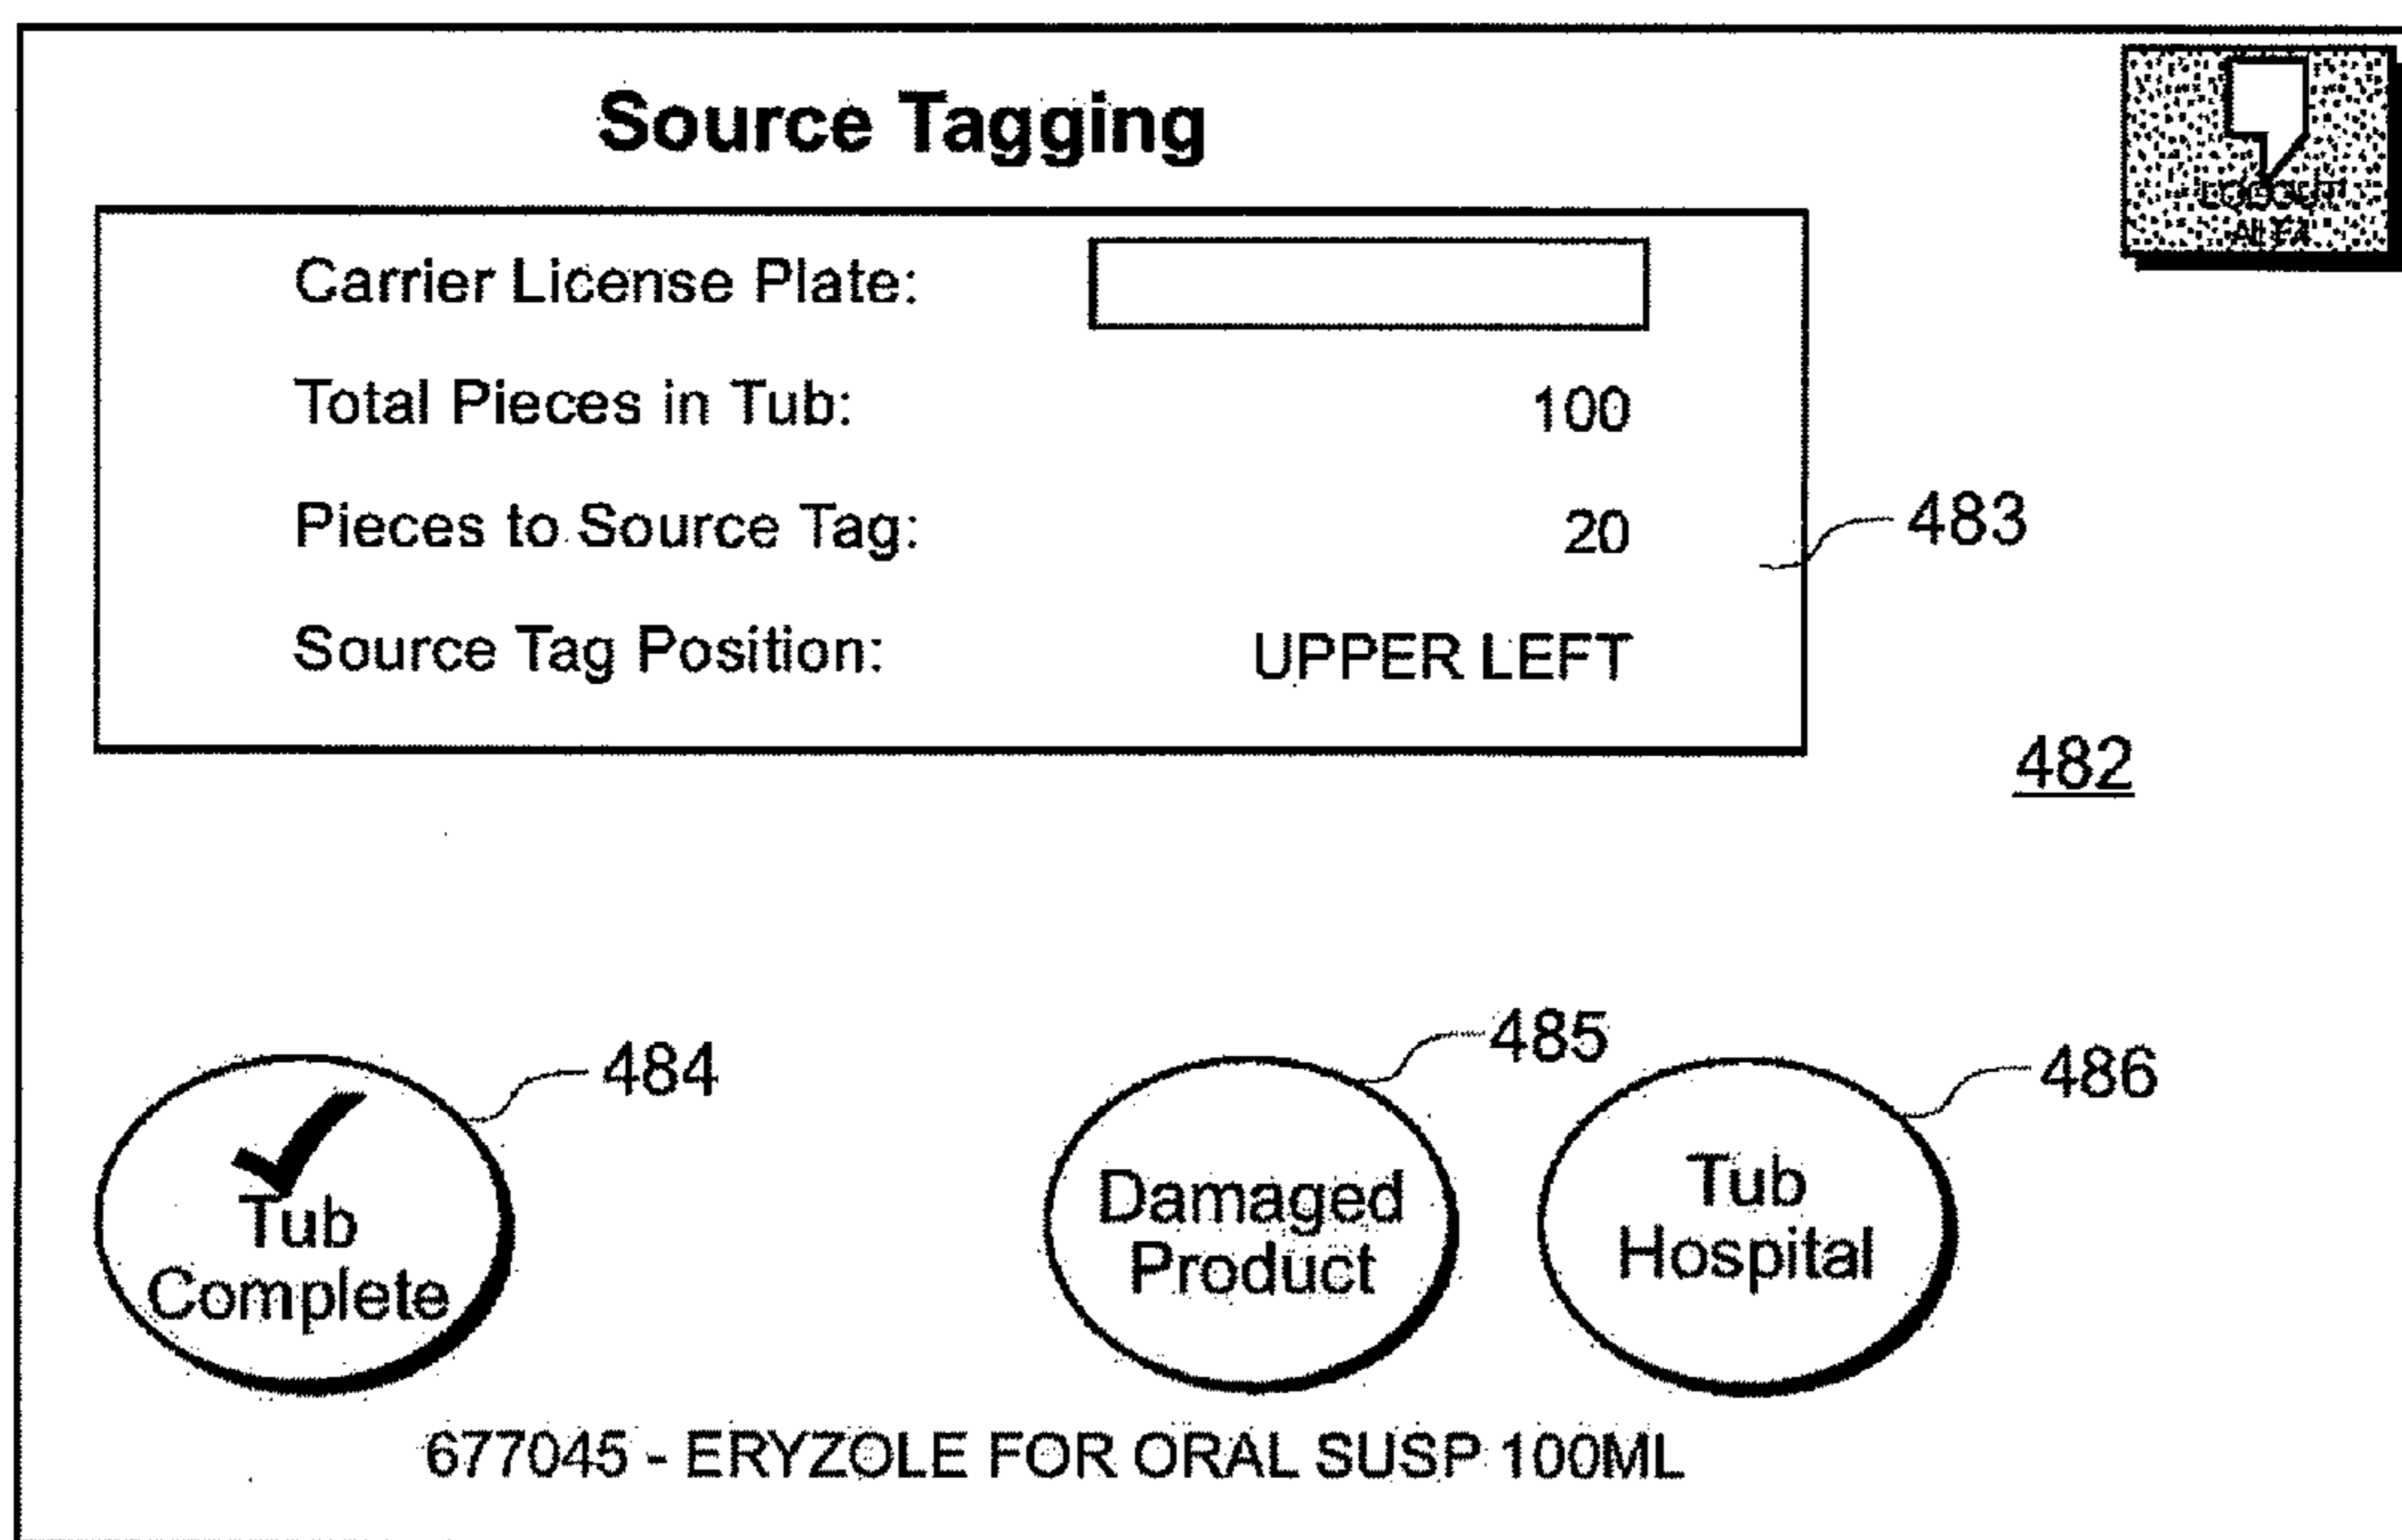 Source Tagging
LOGOUT
Carrier License Plate:
Total Pieces in Tub: 100
Pieces to Source Tag: 20
483
Source Tag Position: UPPER LEFT
482
484
485
486
Tub
Complete
Damaged
Product
Tub
Hospital
677045 - ERYZOLE FOR ORAL SUSP 100ML